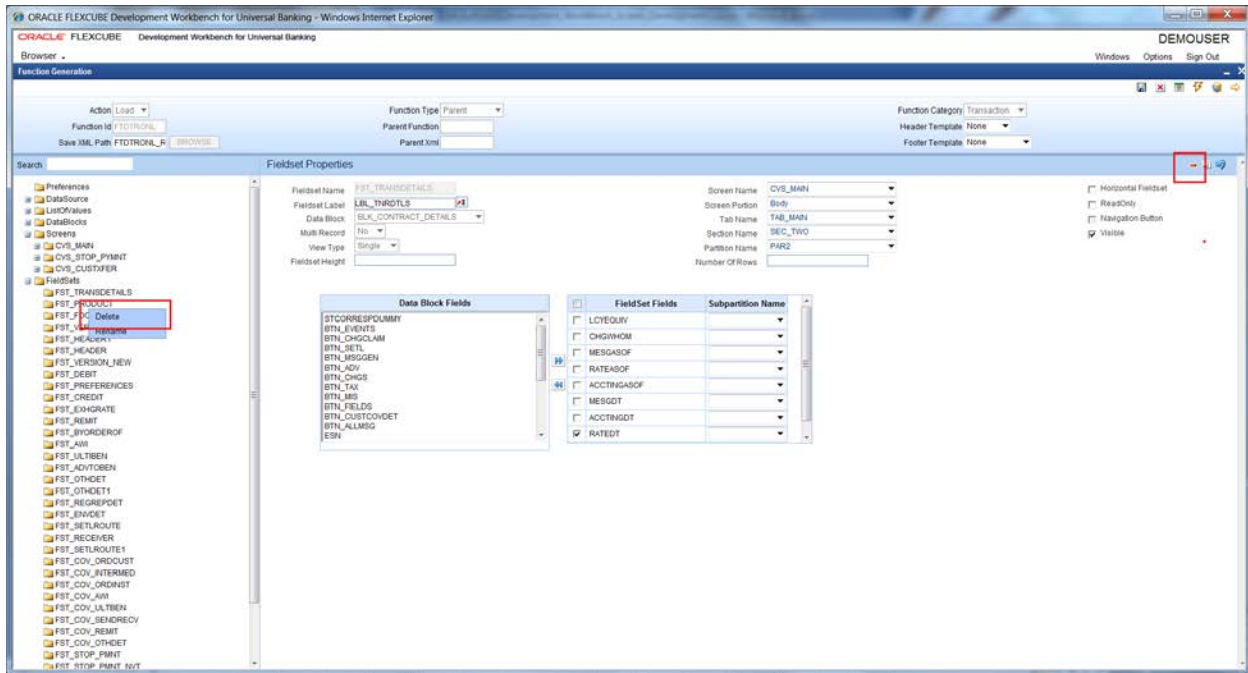 ORACLE FLEXCUBE Development Workbench for Universal Banking - Windows Internet Explorer
ORACLE FLEXCUBE Development Workbench for Universal Banking DEMOUSER
Browser Windows Options Sign Out
Function Generation
Action Load Function Type Parent Function Category Transaction
Function Id FTDTRONL Parent Function Header Template None
Save XML Path FTDTRONL_R BROWSE Parent Xml Footer Template None
Search Fieldset Properties
Preferences
DataSource
ListOfValues
DataBlocks
Screens
CVS_MAIN
CVS_STOP_PYMNT
CVS_CUSTXFER
FieldSets
FST_TRANSDETAILS
FST_PRODUCT
Delete
Rename
FST_HEADER1
FST_HEADER
FST_VERSION_NEW
FST_DEBIT
FST_PREFERENCES
FST_CREDIT
FST_EXHGRATE
FST_REMIT
FST_BYORDEROF
FST_AWI
FST_ULTIBEN
FST_ADVTOBEN
FST_OTHDET
FST_OTHDET1
FST_REGREPDET
FST_ENVDET
FST_SETLROUTE
FST_RECEIVER
FST_SETLROUTE1
FST_COV_ORDCUST
FST_COV_INTERMED
FST_COV_ORDINST
FST_COV_AWI
FST_COV_ULTBEN
FST_COV_SENDRECV
FST_COV_REMIT
FST_COV_OTHDET
FST_STOP_PMNT
FST_STOP_PMNT_NVT
Fieldset Name FST_TRANSDETAILS Screen Name CVS_MAIN Horizontal Fieldset
Fieldset Label LBL_TNRDTLS Screen Portion Body ReadOnly
Data Block BLK_CONTRACT_DETAILS Tab Name TAB_MAIN Navigation Button
Multi Record No Section Name SEC_TWO Visible
View Type Single Partition Name PAR2
Fieldset Height Number Of Rows
Data Block Fields
STCORRESPDUMMY
BTN_EVENTS
BTN_CHGCLAIM
BTN_SETL
BTN_MSGGEN
BTN_ADV
BTN_CHGS
BTN_TAX
BTN_MIS
BTN_FIELDS
BTN_CUSTCOVDET
BTN_ALLMSG
ESN
FieldSet Fields Subpartition Name
LCYEQUIV
CHGWHOM
MESGASOF
RATEASOF
ACCTINGASOF
MESGDT
ACCTINGDT
RATEDT